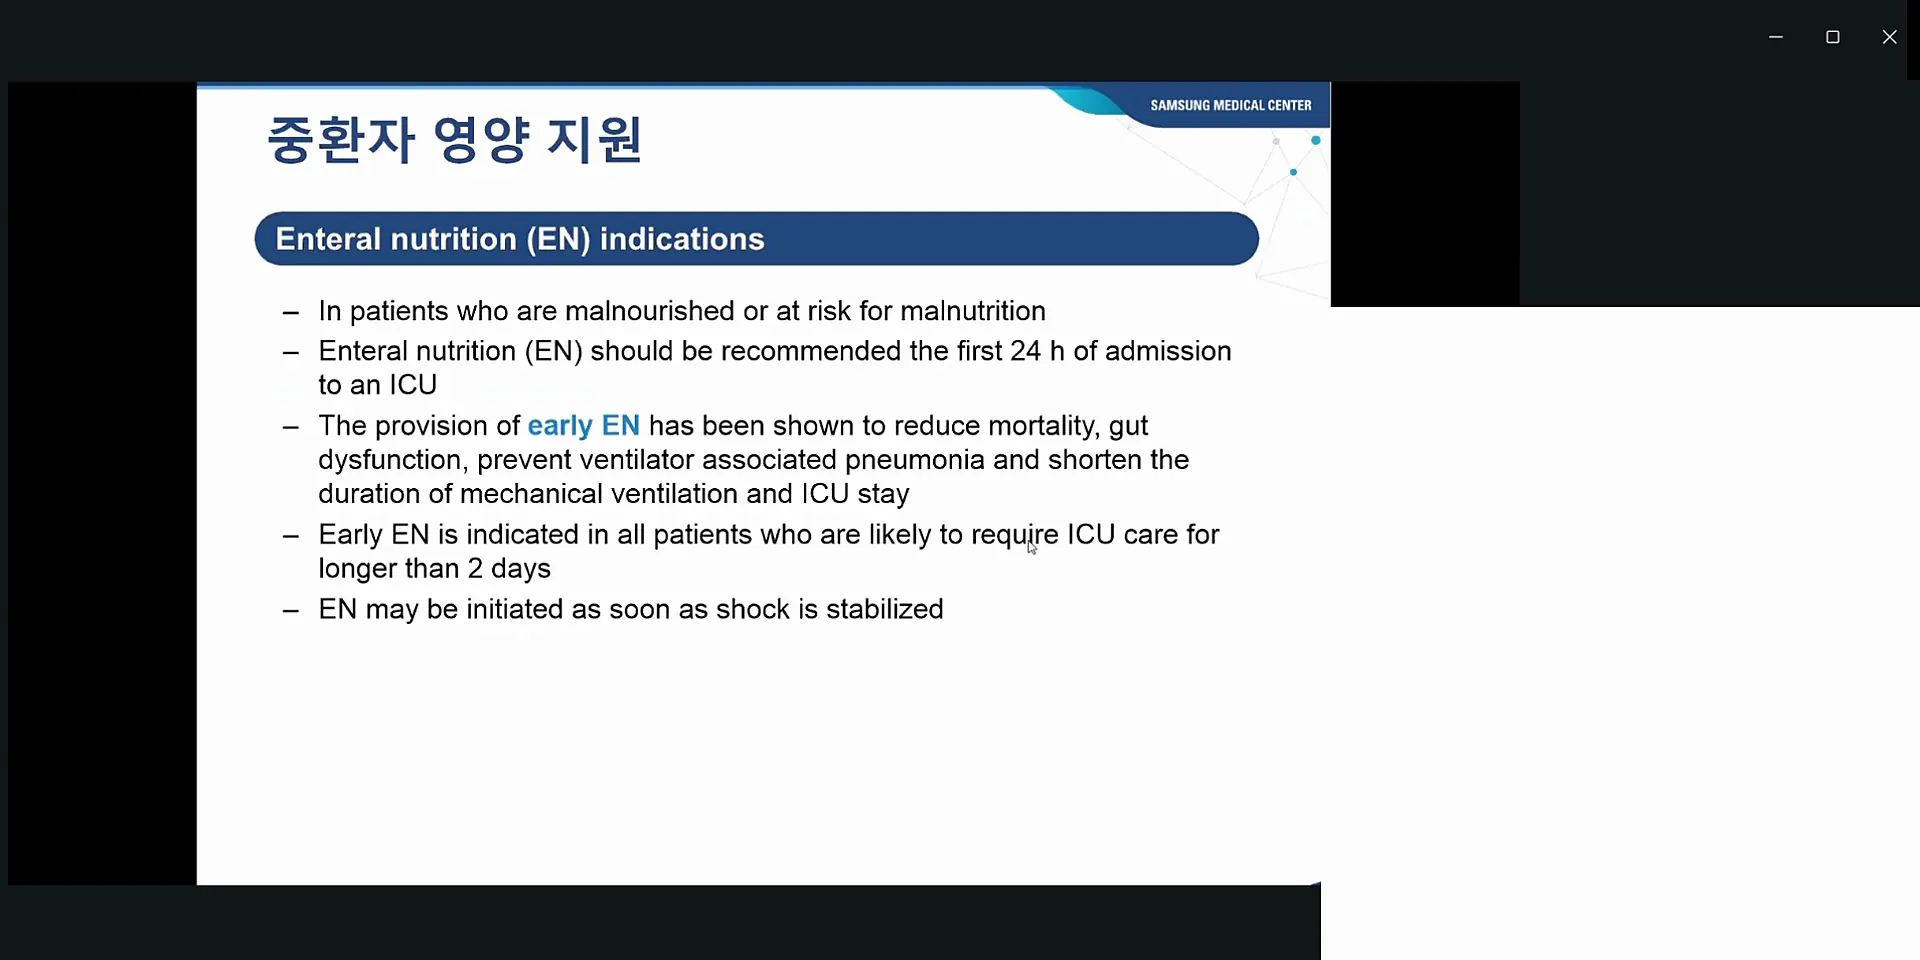 SAMSUNG MEDICAL CENTER
중환자 영양 지원
Enteral nutrition (EN) indications
– In patients who are malnourished or at risk for malnutrition
– Enteral nutrition (EN) should be recommended the first 24 h of admission
to an ICU
– The provision of early EN has been shown to reduce mortality, gut
dysfunction, prevent ventilator associated pneumonia and shorten the
duration of mechanical ventilation and ICU stay
– Early EN is indicated in all patients who are likely to require ICU care for
longer than 2 days
– EN may be initiated as soon as shock is stabilized